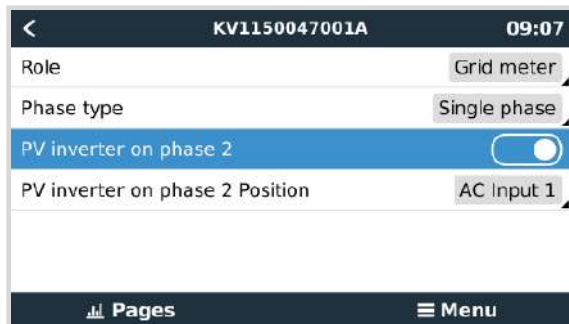 KV1150047001A 09:07
Role Grid meter
Phase type Single phase
PV inverter on phase 2
PV inverter on phase 2 Position AC Input 1
Pages Menu